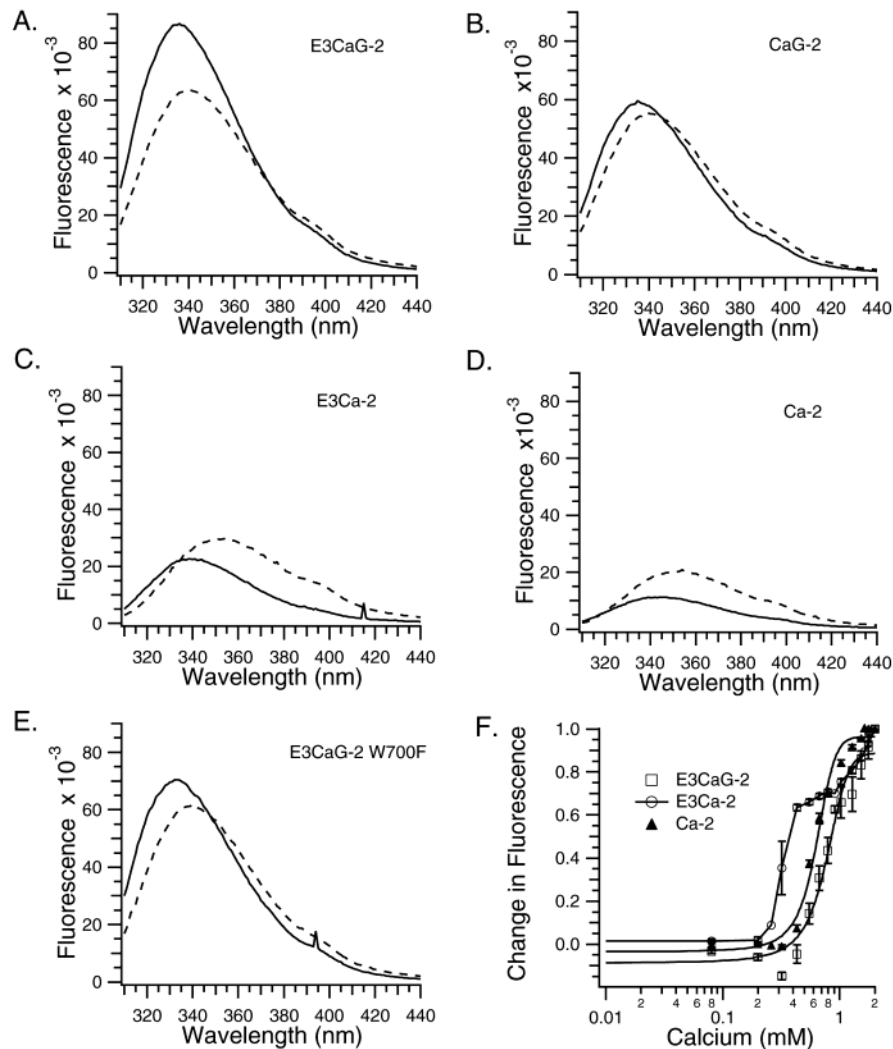 A.
E3CaG-2
Fluorescence x 10-3
80
60
40
20
0
320 340 360 380 400 420 440
Wavelength (nm)
B.
CaG-2
Fluorescence x10-3
80
60
40
20
0
320 340 360 380 400 420 440
Wavelength (nm)
C.
E3Ca-2
Fluorescence x 10-3
80
60
40
20
0
320 340 360 380 400 420 440
Wavelength (nm)
D.
Ca-2
Fluorescence x10-3
80
60
40
20
0
320 340 360 380 400 420 440
Wavelength (nm)
E.
E3CaG-2 W700F
Fluorescence x 10-3
80
60
40
20
0
320 340 360 380 400 420 440
Wavelength (nm)
F.
E3CaG-2
E3Ca-2
Ca-2
Change in Fluorescence
1.0
0.8
0.6
0.4
0.2
0.0
0.01 2 4 6 8 0.1 2 4 6 8 1 2
Calcium (mM)